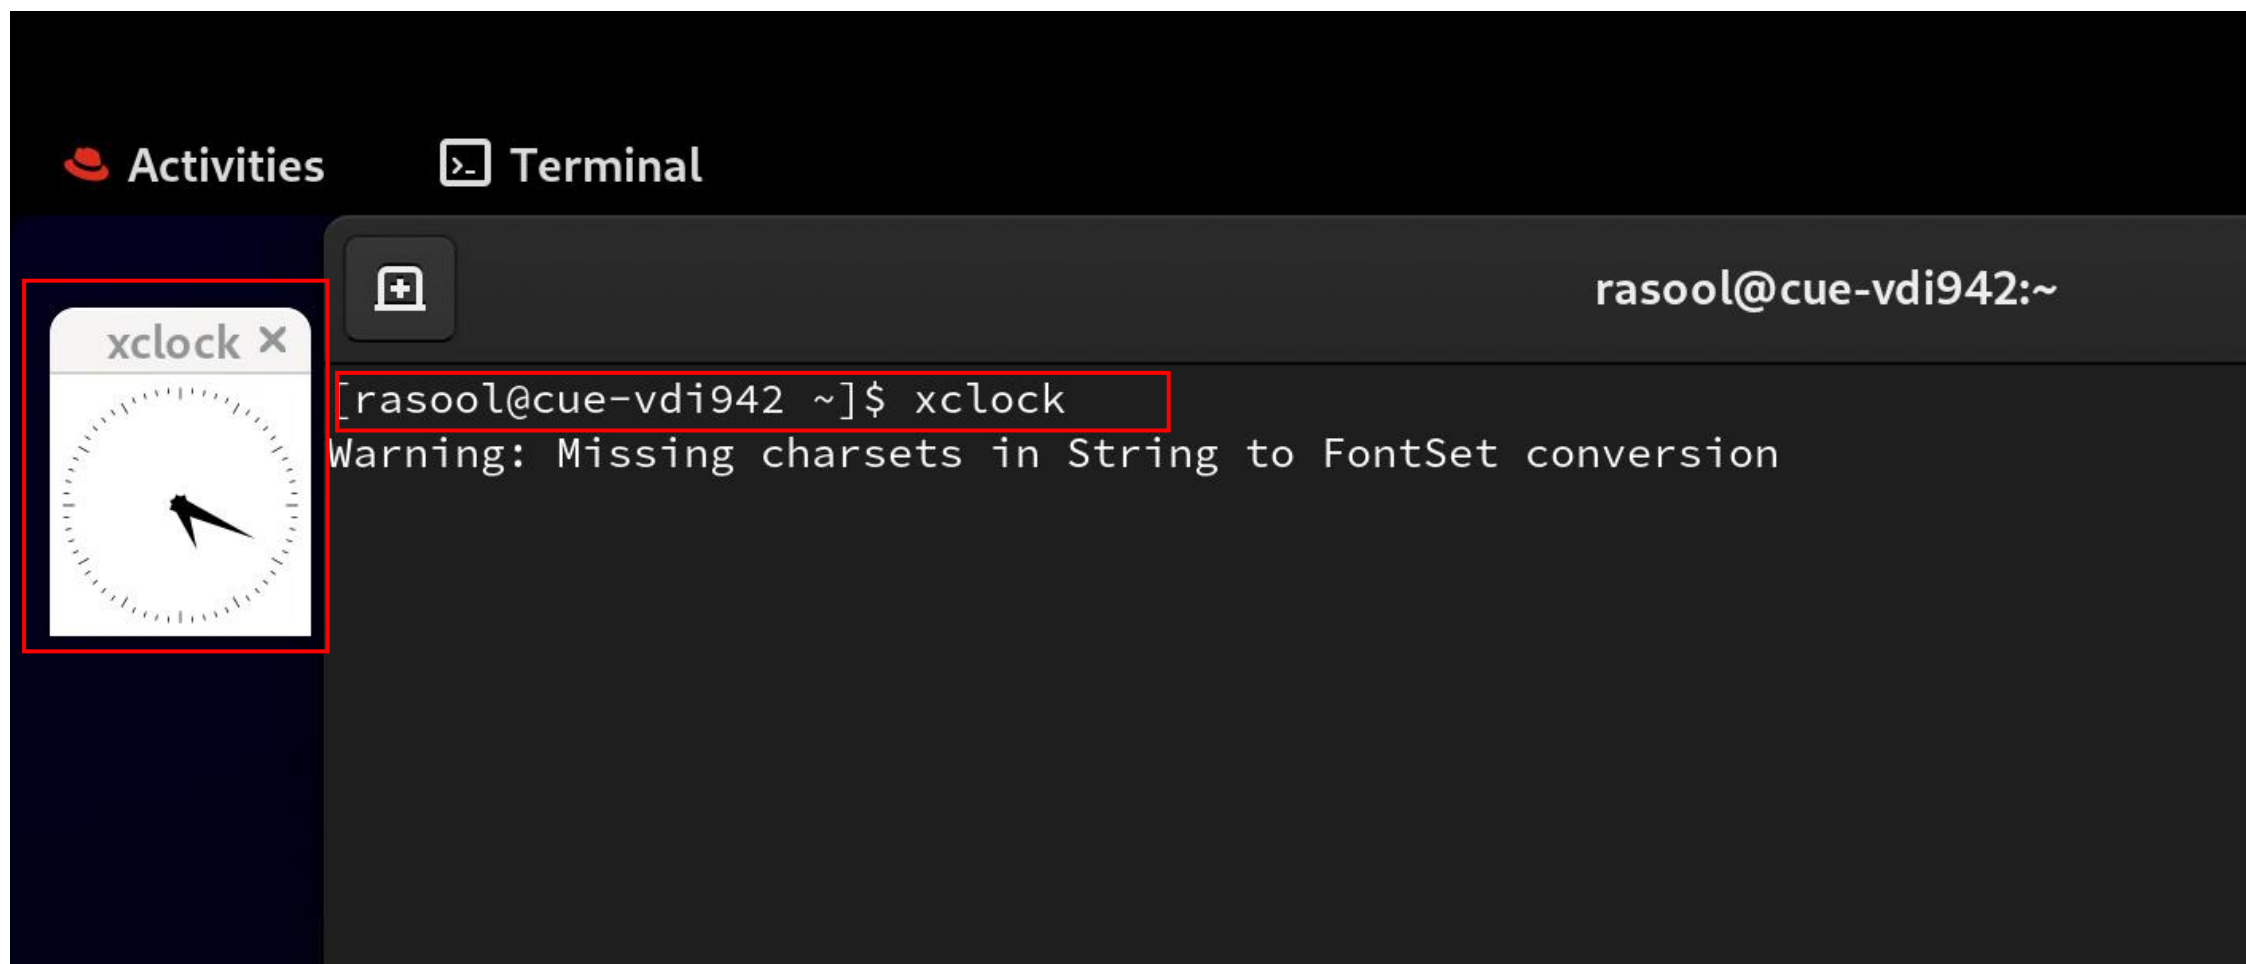 Activities
Terminal
rasool@cue-vdi942:~
xclock
[rasool@cue-vdi942 ~]$ xclock
Warning: Missing charsets in String to FontSet conversion